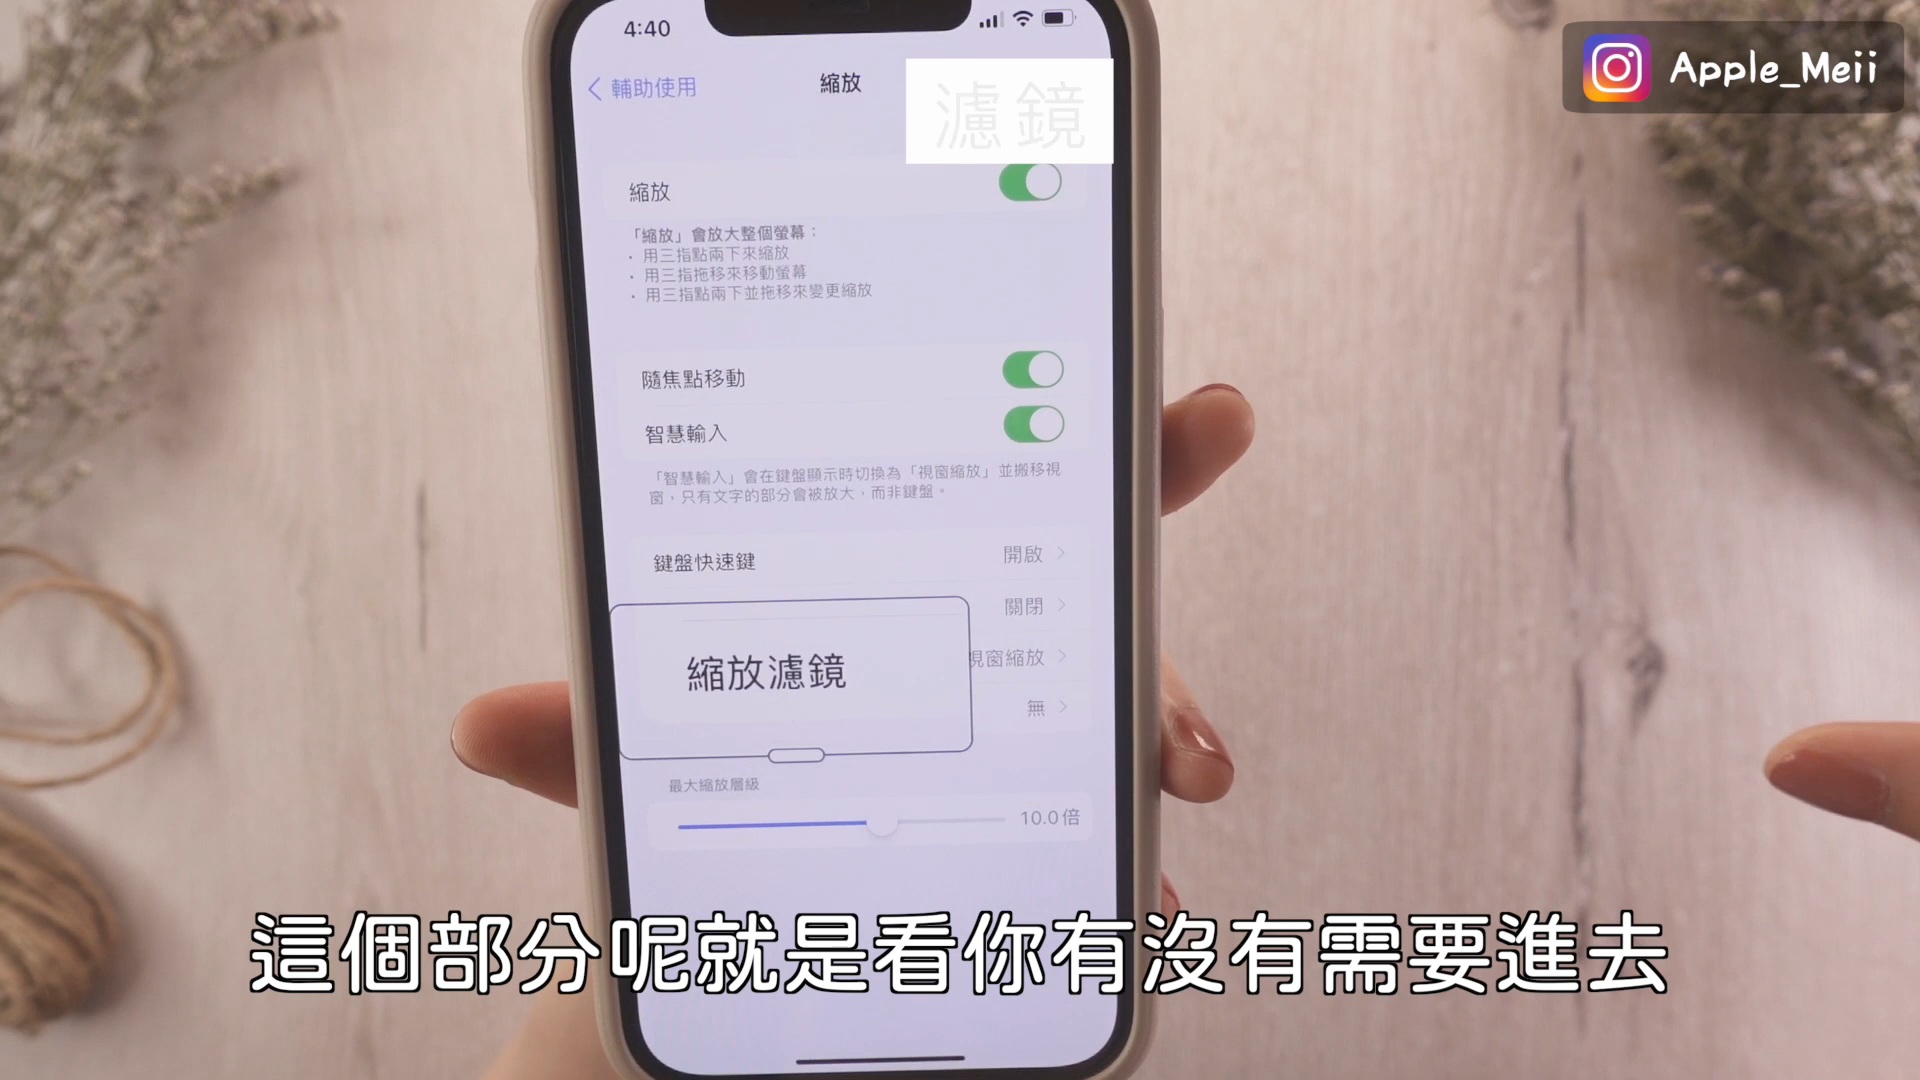 4:40
Apple_Meii
輔助使用
縮放
濾鏡
縮放
「縮放」會放大整個螢幕：
· 用三指點兩下來縮放
· 用三指拖移來移動螢幕
· 用三指點兩下並拖移來變更縮放
隨焦點移動
智慧輸入
「智慧輸入」會在鍵盤顯示時切換為「視窗縮放」並搬移視
窗，只有文字的部分會被放大，而非鍵盤。
鍵盤快速鍵 開啟
關閉
視窗縮放
縮放濾鏡
無
最大縮放層級
10.0倍
這個部分呢就是看你有沒有需要進去